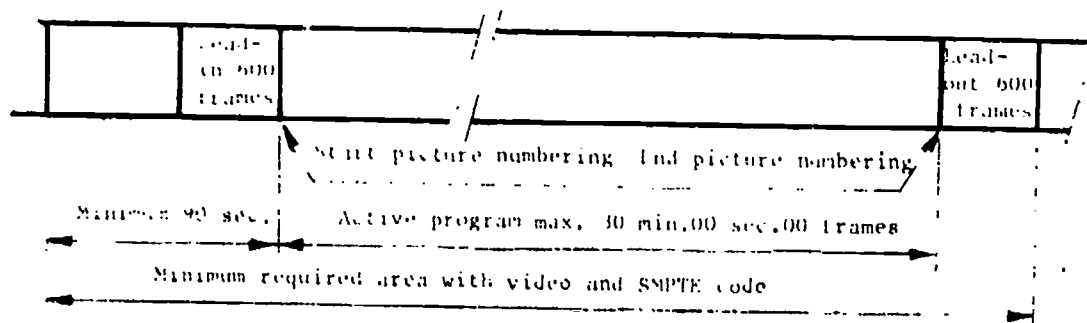 Lead-
in 600
frames
Lead-
out 600
frames
Start picture numbering End picture numbering
Minimum 90 sec.
Active program max. 30 min.00 sec.00 frames
Minimum required area with video and SMPTE code